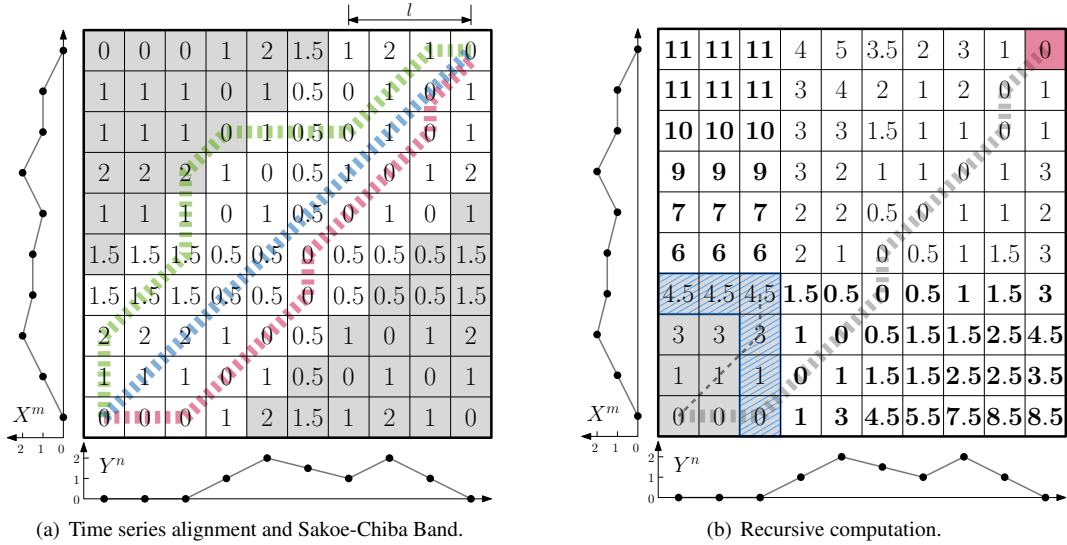 l
0 0 0 1 2 1.5 1 2 1 0
1 1 1 0 1 0.5 0 1 0 1
1 1 1 0 1 0.5 0 1 0 1
2 2 2 1 0 0.5 1 0 1 2
1 1 1 0 1 0.5 0 1 0 1
1.5 1.5 1.5 0.5 0.5 0 0.5 0.5 0.5 1.5
1.5 1.5 1.5 0.5 0.5 0 0.5 0.5 0.5 1.5
2 2 2 1 0 0.5 1 0 1 2
1 1 1 0 1 0.5 0 1 0 1
0 0 0 1 2 1.5 1 2 1 0
X^m
2 1 0
2
1
0
Y^n
(a) Time series alignment and Sakoe-Chiba Band.
11 11 11 4 5 3.5 2 3 1 0
11 11 11 3 4 2 1 2 0 1
10 10 10 3 3 1.5 1 1 0 1
9 9 9 3 2 1 1 0 1 3
7 7 7 2 2 0.5 0 1 1 2
6 6 6 2 1 0 0.5 1 1.5 3
4.5 4.5 4.5 1.5 0.5 0 0.5 1 1.5 3
3 3 3 1 0 0.5 1.5 1.5 2.5 4.5
1 1 1 0 1 1.5 1.5 2.5 2.5 3.5
0 0 0 1 3 4.5 5.5 7.5 8.5 8.5
X^m
2 1 0
2
1
0
Y^n
(b) Recursive computation.